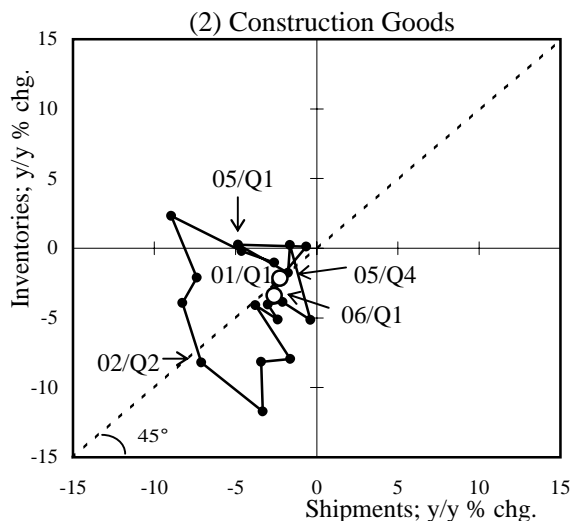 (2) Construction Goods
Inventories; y/y % chg.
15
10
5
0
-5
-10
-15
05/Q1
01/Q1
05/Q4
06/Q1
02/Q2
45°
-15
-10
-5
0
5
10
15
Shipments; y/y % chg.